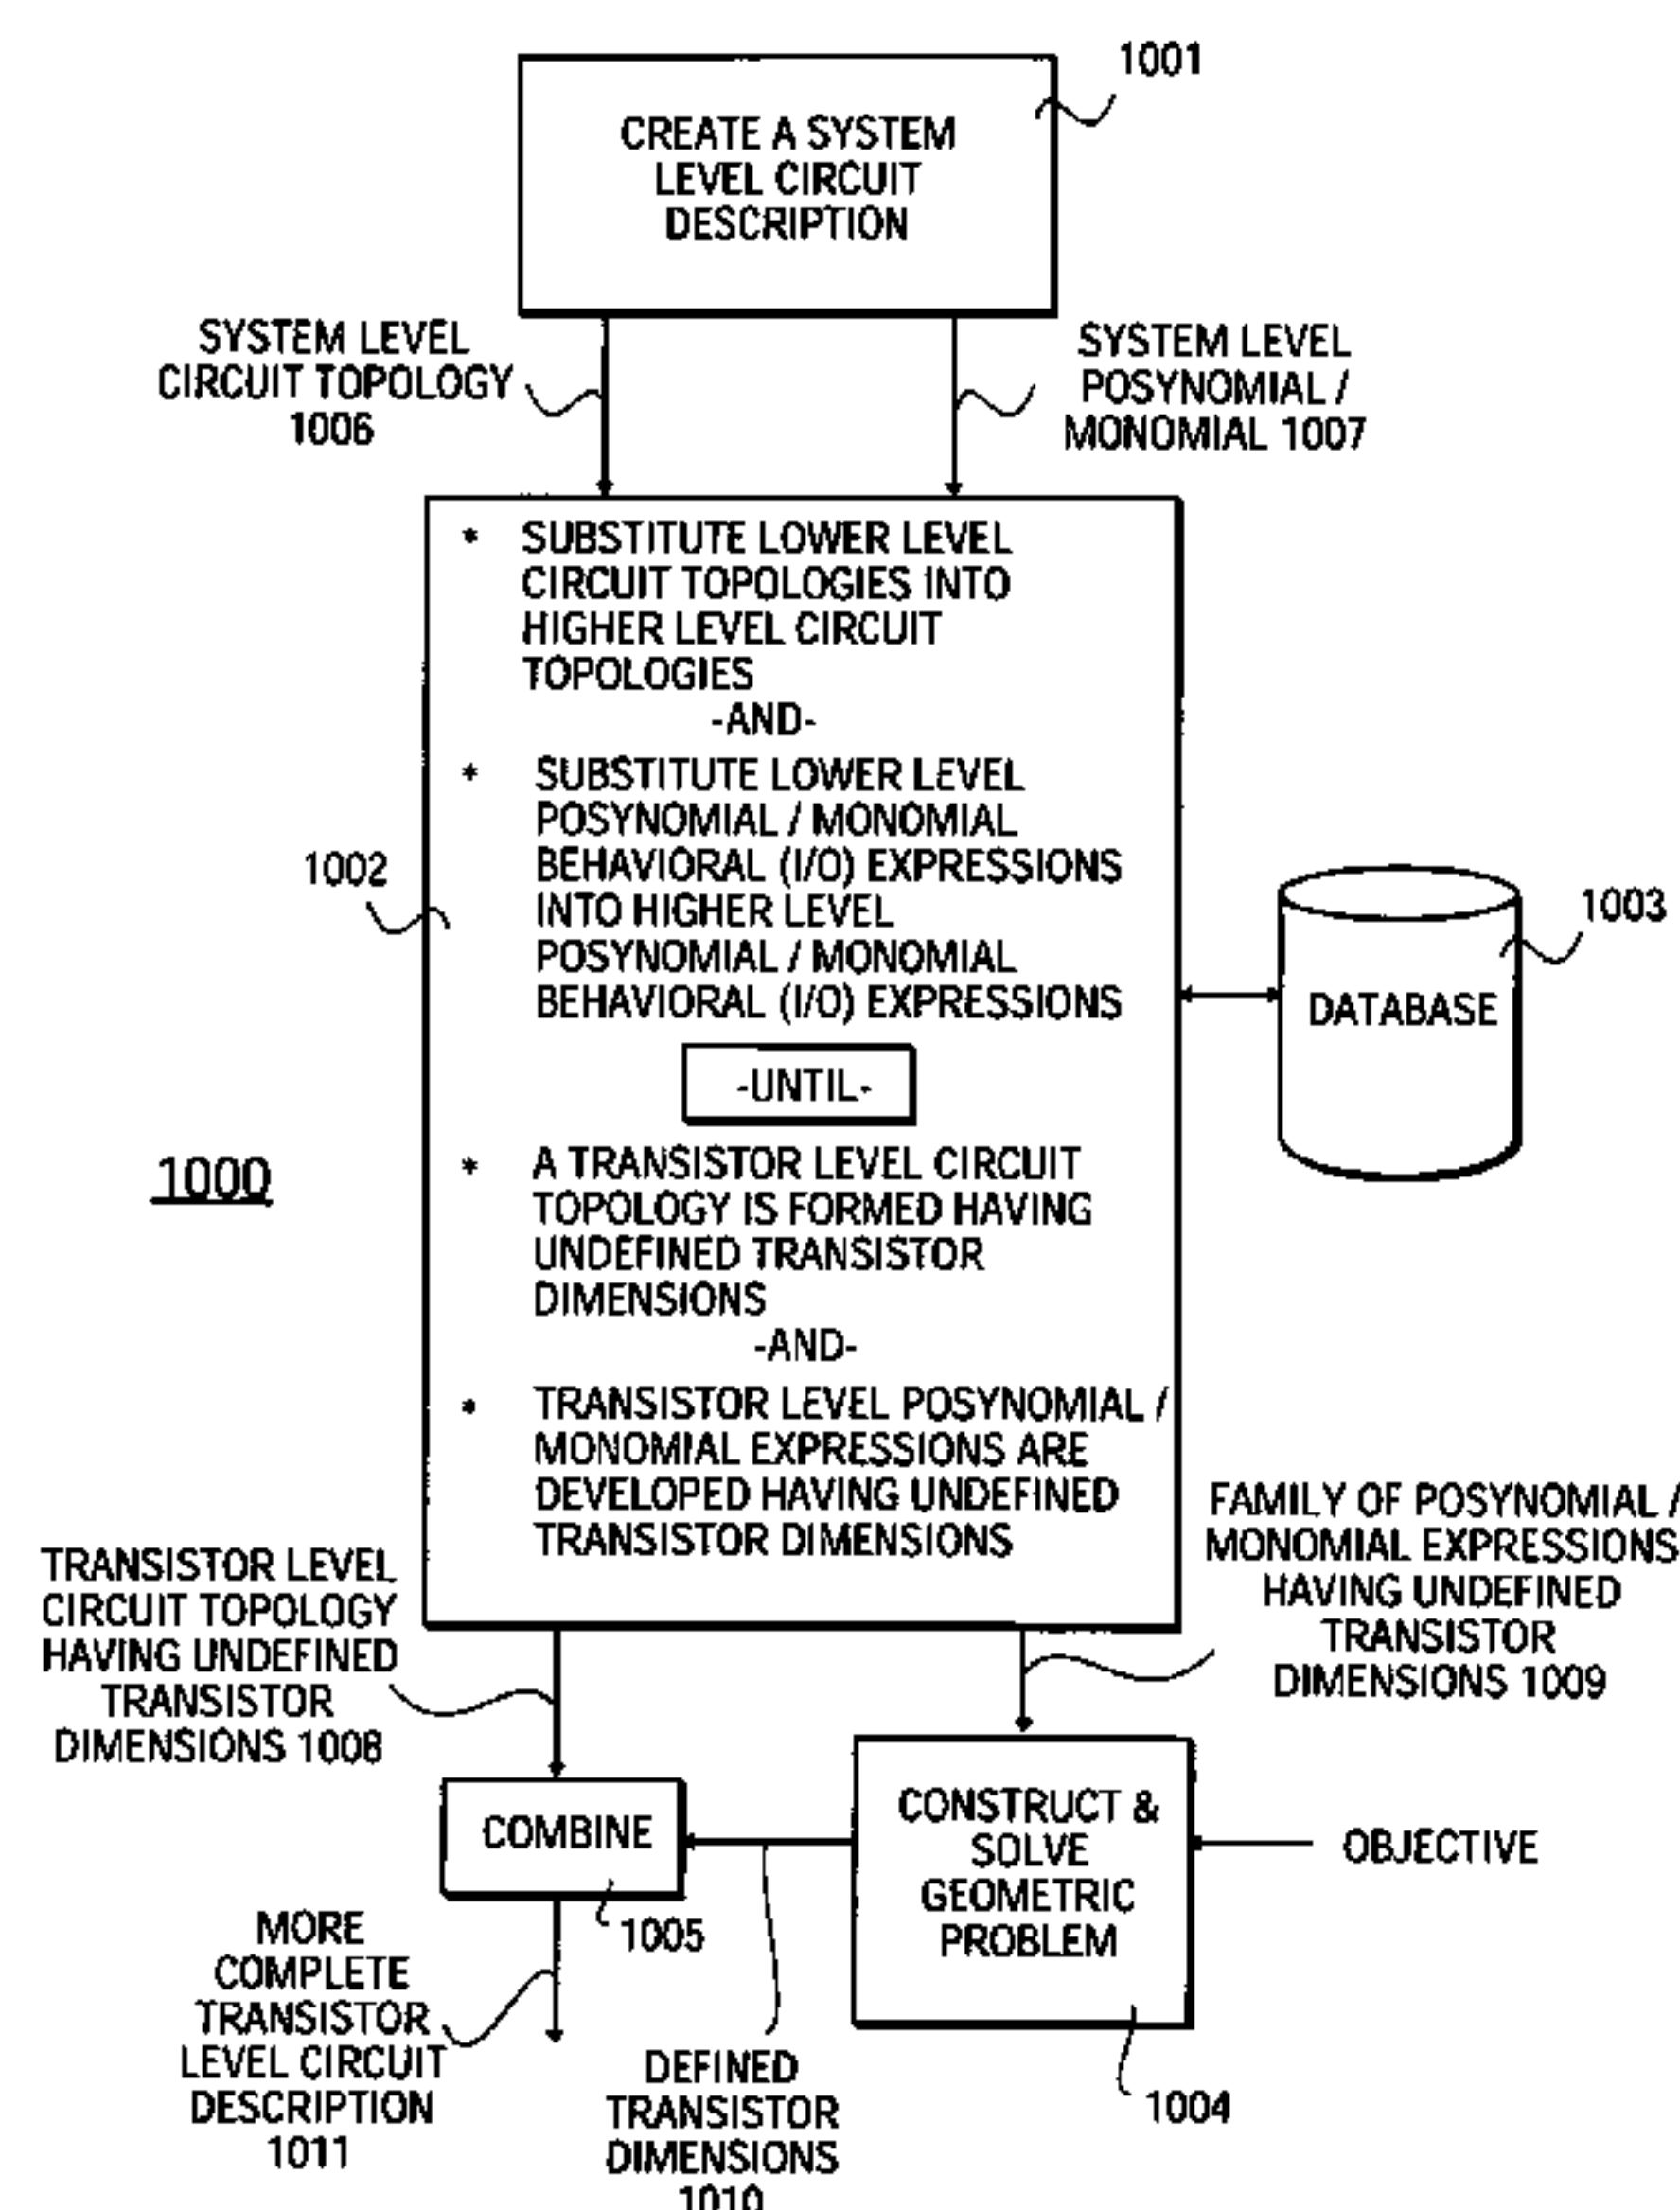 1001
CREATE A SYSTEM
LEVEL CIRCUIT
DESCRIPTION
SYSTEM LEVEL
CIRCUIT TOPOLOGY
1006
SYSTEM LEVEL
POSYNOMIAL /
MONOMIAL 1007
* SUBSTITUTE LOWER LEVEL
CIRCUIT TOPOLOGIES INTO
HIGHER LEVEL CIRCUIT
TOPOLOGIES
-AND-
* SUBSTITUTE LOWER LEVEL
POSYNOMIAL / MONOMIAL
BEHAVIORAL (I/O) EXPRESSIONS
INTO HIGHER LEVEL
POSYNOMIAL / MONOMIAL
BEHAVIORAL (I/O) EXPRESSIONS
-UNTIL-
* A TRANSISTOR LEVEL CIRCUIT
TOPOLOGY IS FORMED HAVING
UNDEFINED TRANSISTOR
DIMENSIONS
-AND-
• TRANSISTOR LEVEL POSYNOMIAL /
MONOMIAL EXPRESSIONS ARE
DEVELOPED HAVING UNDEFINED
TRANSISTOR DIMENSIONS
1002
1003
DATABASE
1000
TRANSISTOR LEVEL
CIRCUIT TOPOLOGY
HAVING UNDEFINED
TRANSISTOR
DIMENSIONS 1008
FAMILY OF POSYNOMIAL /
MONOMIAL EXPRESSIONS
HAVING UNDEFINED
TRANSISTOR
DIMENSIONS 1009
COMBINE
1005
CONSTRUCT &
SOLVE
GEOMETRIC
PROBLEM
OBJECTIVE
1004
MORE
COMPLETE
TRANSISTOR
LEVEL CIRCUIT
DESCRIPTION
1011
DEFINED
TRANSISTOR
DIMENSIONS
1010